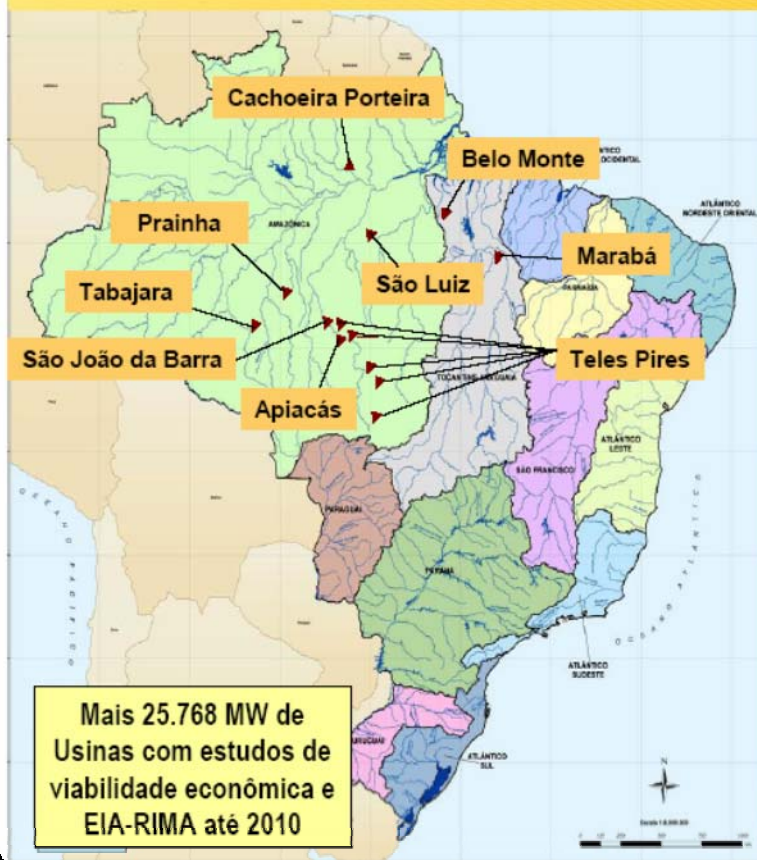 Cachoeira Porteira
Belo Monte
ATLÂNTICO
NORDESTE ORIENTAL
Prainha
AMAZÔNICA
São Luiz
Marabá
Tabajara
PARNAÍBA
São João da Barra
Teles Pires
Apiacás
ATLÂNTICO
LESTE
SÃO FRANCISCO
PARAGUAI
PARANÁ
OCEANO PACÍFICO
OCEANO ATLÂNTICO
ATLÂNTICO
SUDESTE
Mais 25.768 MW de
Usinas com estudos de
viabilidade econômica e
EIA-RIMA até 2010
URUGUAI
ATLÂNTICO
SUL
N